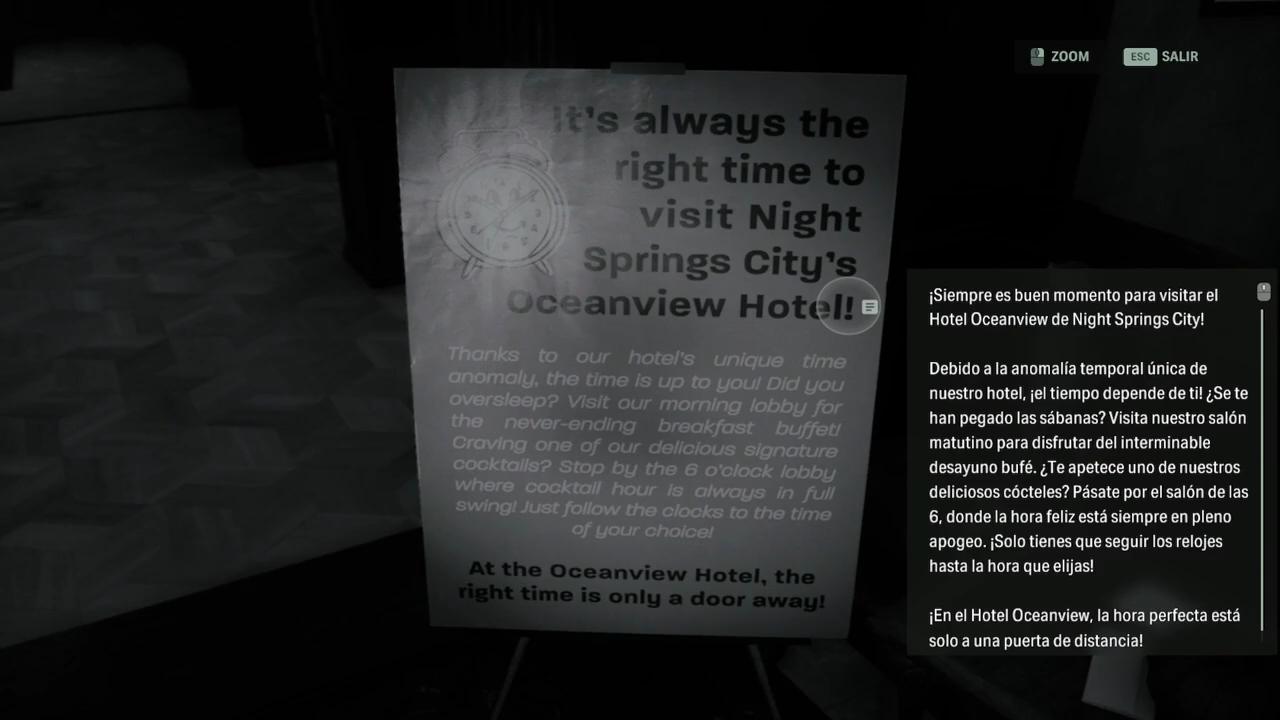 ZOOM
ESC SALIR
It's always the
right time to
visit Night
Springs City's
Oceanview Hotel!
Thanks to our hotel's unique time
anomaly, the time is up to you! Did you
oversleep? Visit our morning lobby for
the never-ending breakfast buffet!
Craving one of our delicious signature
cocktails? Stop by the 6 o'clock lobby
where cocktail hour is always in full
swing! Just follow the clocks to the time
of your choice!
At the Oceanview Hotel, the
right time is only a door away!
¡Siempre es buen momento para visitar el
Hotel Oceanview de Night Springs City!
Debido a la anomalía temporal única de
nuestro hotel, ¡el tiempo depende de ti! ¿Se te
han pegado las sábanas? Visita nuestro salón
matutino para disfrutar del interminable
desayuno bufé. ¿Te apetece uno de nuestros
deliciosos cócteles? Pásate por el salón de las
6, donde la hora feliz está siempre en pleno
apogeo. ¡Solo tienes que seguir los relojes
hasta la hora que elijas!
¡En el Hotel Oceanview, la hora perfecta está
solo a una puerta de distancia!